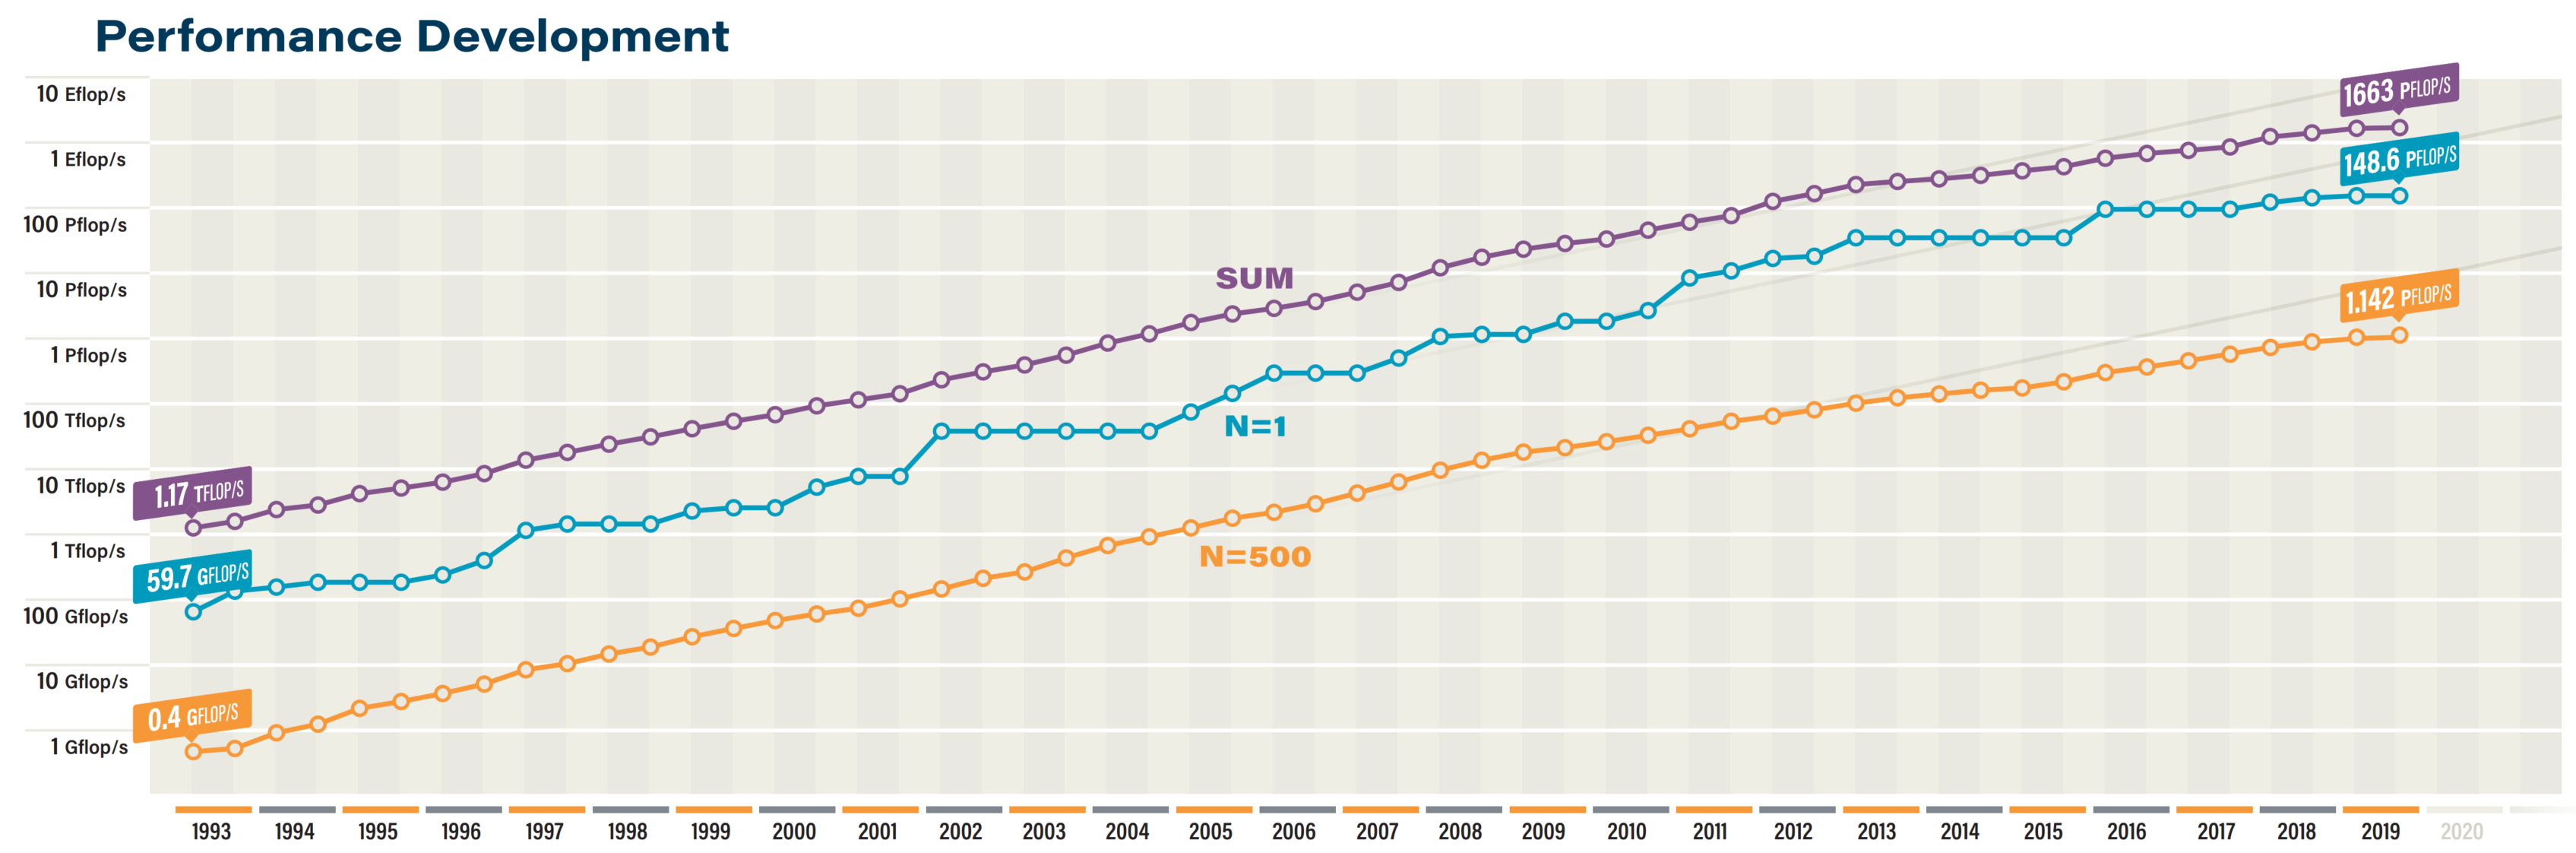 Performance Development
10 Eflop/s
1 Eflop/s
100 Pflop/s
10 Pflop/s
1 Pflop/s
100 Tflop/s
10 Tflop/s
1 Tflop/s
100 Gflop/s
10 Gflop/s
1 Gflop/s
1.17 TFLOP/S
59.7 GFLOP/S
0.4 GFLOP/S
SUM
N=1
N=500
1663 PFLOP/S
148.6 PFLOP/S
1.142 PFLOP/S
1993 1994 1995 1996 1997 1998 1999 2000 2001 2002 2003 2004 2005 2006 2007 2008 2009 2010 2011 2012 2013 2014 2015 2016 2017 2018 2019 2020